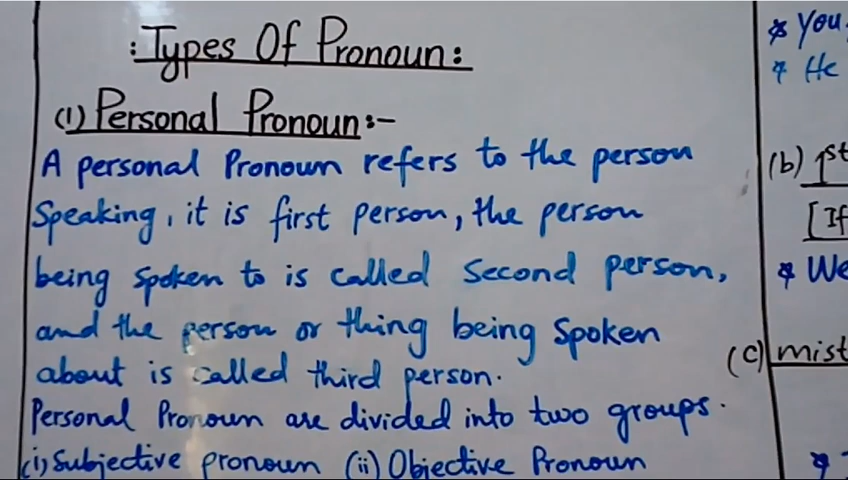 : Types Of Pronoun:
(1) Personal Pronoun:-
A personal Pronoun refers to the person
Speaking, it is first person, the person
being spoken to is called Second person,
and the person or thing being Spoken
about is called third person.
Personal Pronoun are divided into two groups.
(i) Subjective pronoun (ii) Objective Pronoun
* You
* He
(b) 1st
[If
* We
(c) mist